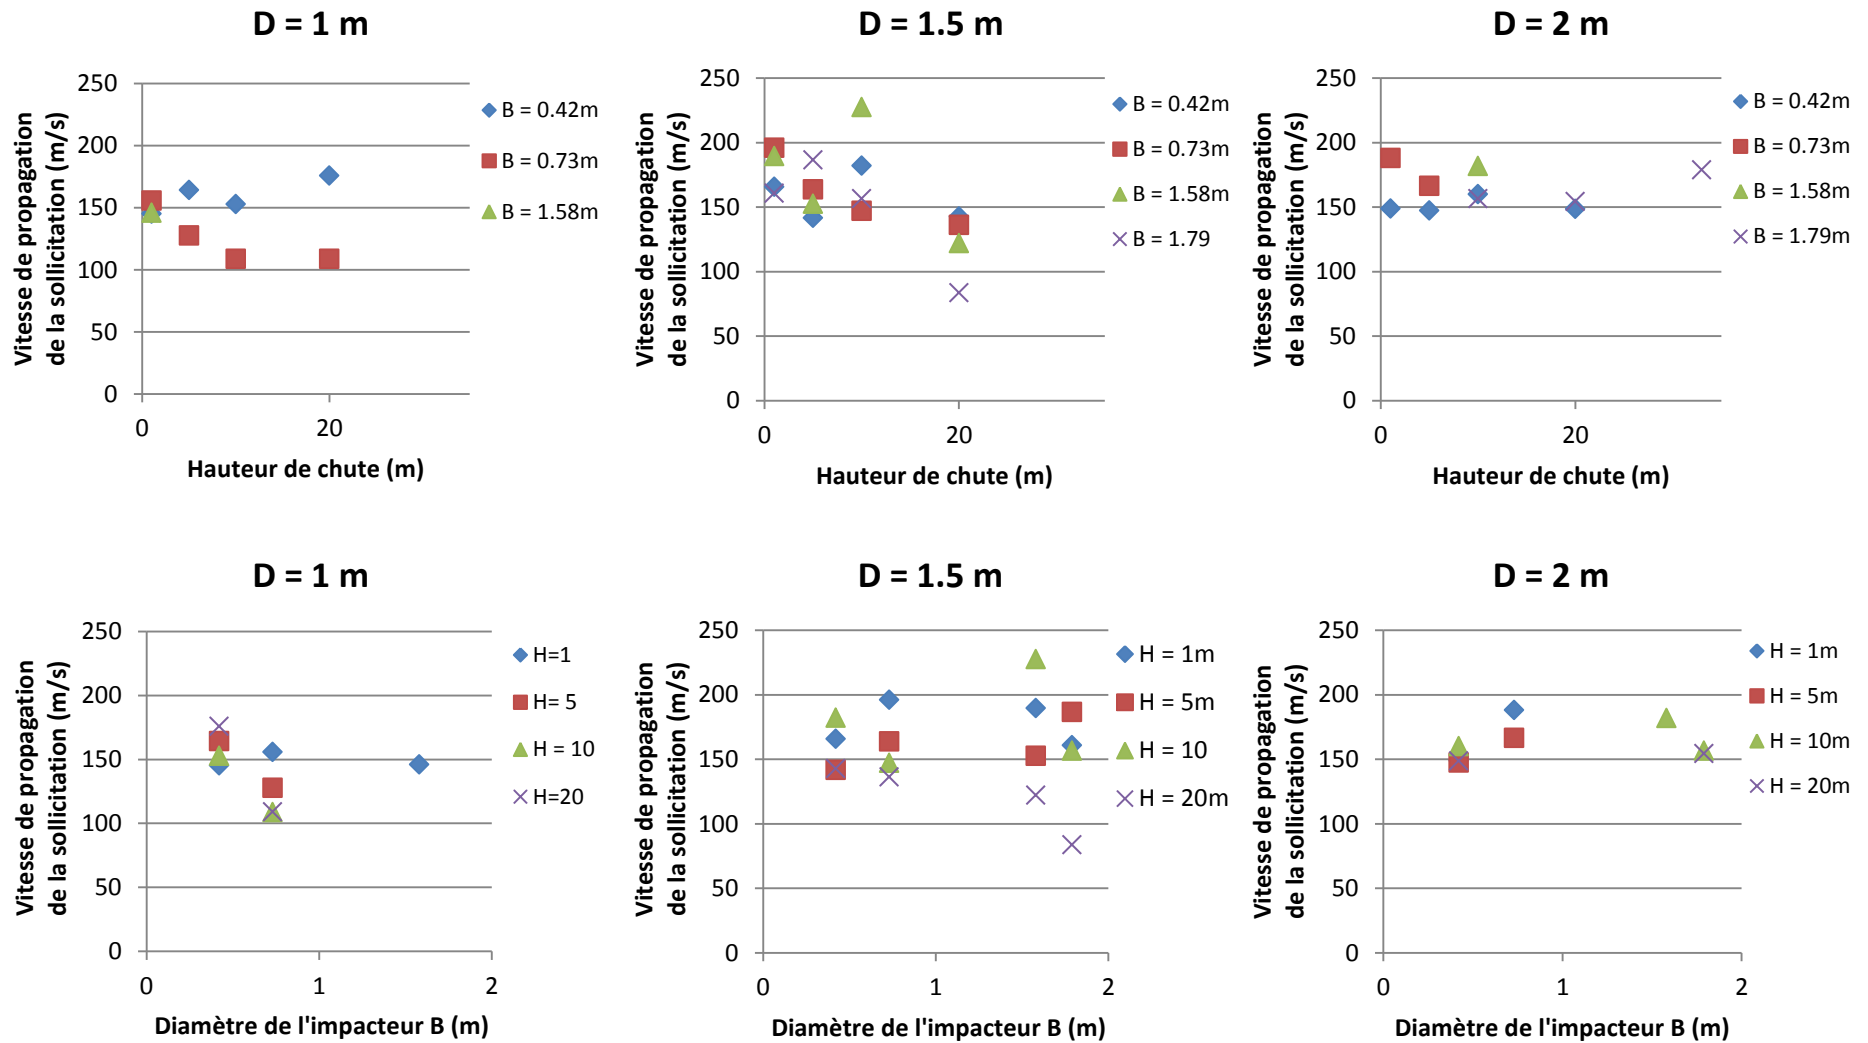 D = 1 m
Vitesse de propagation
de la sollicitation (m/s)
250
200
150
100
50
0
0
20
Hauteur de chute (m)
B = 0.42m
B = 0.73m
B = 1.58m
D = 1.5 m
Vitesse de propagation
de la sollicitation (m/s)
250
200
150
100
50
0
0
20
Hauteur de chute (m)
B = 0.42m
B = 0.73m
B = 1.58m
B = 1.79
D = 2 m
Vitesse de propagation
de la sollicitation (m/s)
250
200
150
100
50
0
0
20
Hauteur de chute (m)
B = 0.42m
B = 0.73m
B = 1.58m
B = 1.79m
D = 1 m
Vitesse de propagation
de la sollicitation (m/s)
250
200
150
100
50
0
0
1
2
Diamètre de l'impacteur B (m)
H=1
H= 5
H = 10
H=20
D = 1.5 m
Vitesse de propagation
de la sollicitation (m/s)
250
200
150
100
50
0
0
1
2
Diamètre de l'impacteur B (m)
H = 1m
H = 5m
H = 10
H = 20m
D = 2 m
Vitesse de propagation
de la sollicitation (m/s)
250
200
150
100
50
0
0
1
2
Diamètre de l'impacteur B (m)
H = 1m
H = 5m
H = 10m
H = 20m